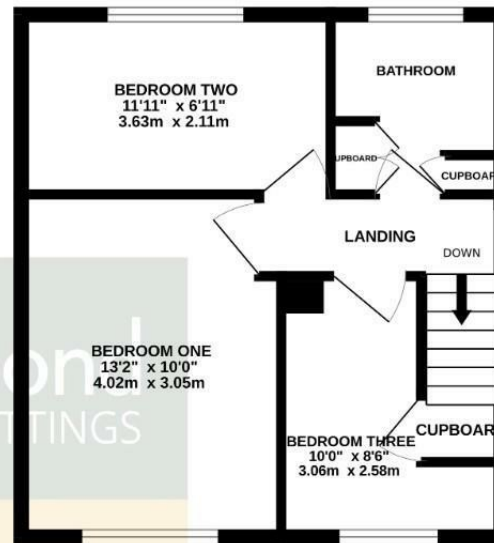 BEDROOM TWO
11'11" x 6'11"
3.63m x 2.11m
BATHROOM
UPBOARD
CUPBOAR
LANDING
DOWN
BEDROOM ONE
13'2" x 10'0"
4.02m x 3.05m
ond
TTINGS
CUPBOAR
BEDROOM THREE
10'0" x 8'6"
3.06m x 2.58m